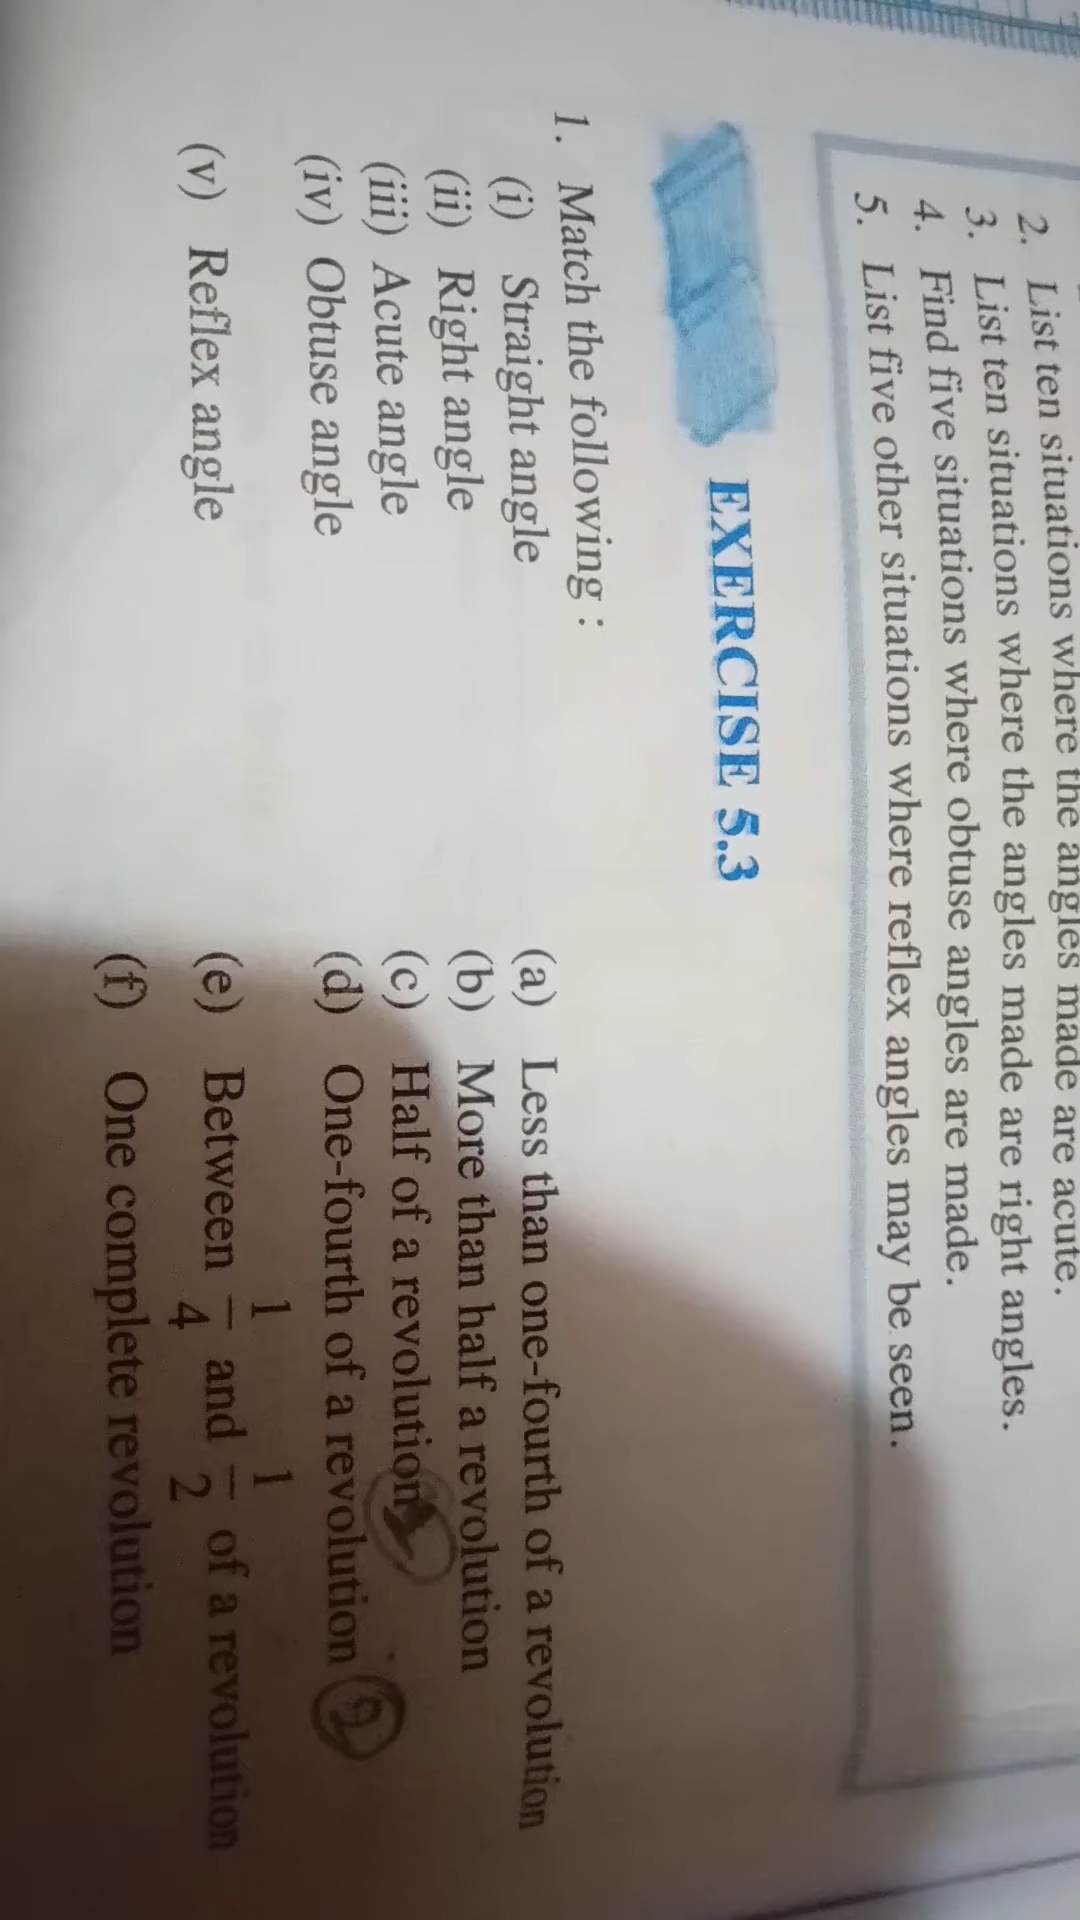 2. List ten situations where the angles made are acute.
3. List ten situations where the angles made are right angles.
4. Find five situations where obtuse angles are made.
5. List five other situations where reflex angles may be seen.
EXERCISE 5.3
1. Match the following :
(i) Straight angle (a) Less than one-fourth of a revolution
(ii) Right angle (b) More than half a revolution
(iii) Acute angle (c) Half of a revolution 1
(iv) Obtuse angle (d) One-fourth of a revolution 2
(v) Reflex angle (e) Between 1/4 and 1/2 of a revolution
(f) One complete revolution